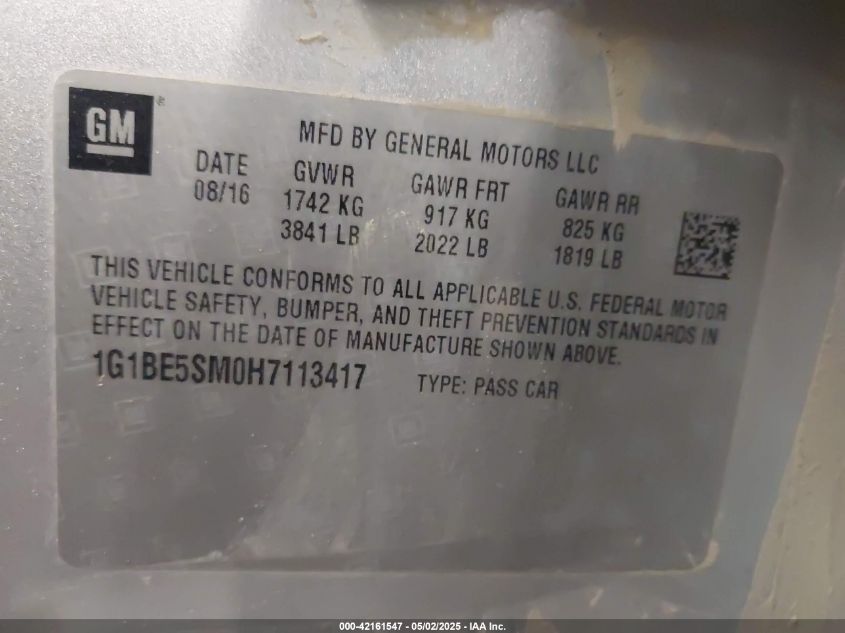 GM
MFD BY GENERAL MOTORS LLC
DATE GVWR GAWR FRT GAWR RR
08/16 1742 KG 917 KG 825 KG
3841 LB 2022 LB 1819 LB
THIS VEHICLE CONFORMS TO ALL APPLICABLE U.S. FEDERAL MOTOR
VEHICLE SAFETY, BUMPER, AND THEFT PREVENTION STANDARDS IN
EFFECT ON THE DATE OF MANUFACTURE SHOWN ABOVE.
1G1BE5SM0H7113417 TYPE: PASS CAR
000-42161547 - 05/02/2025 - IAA Inc.